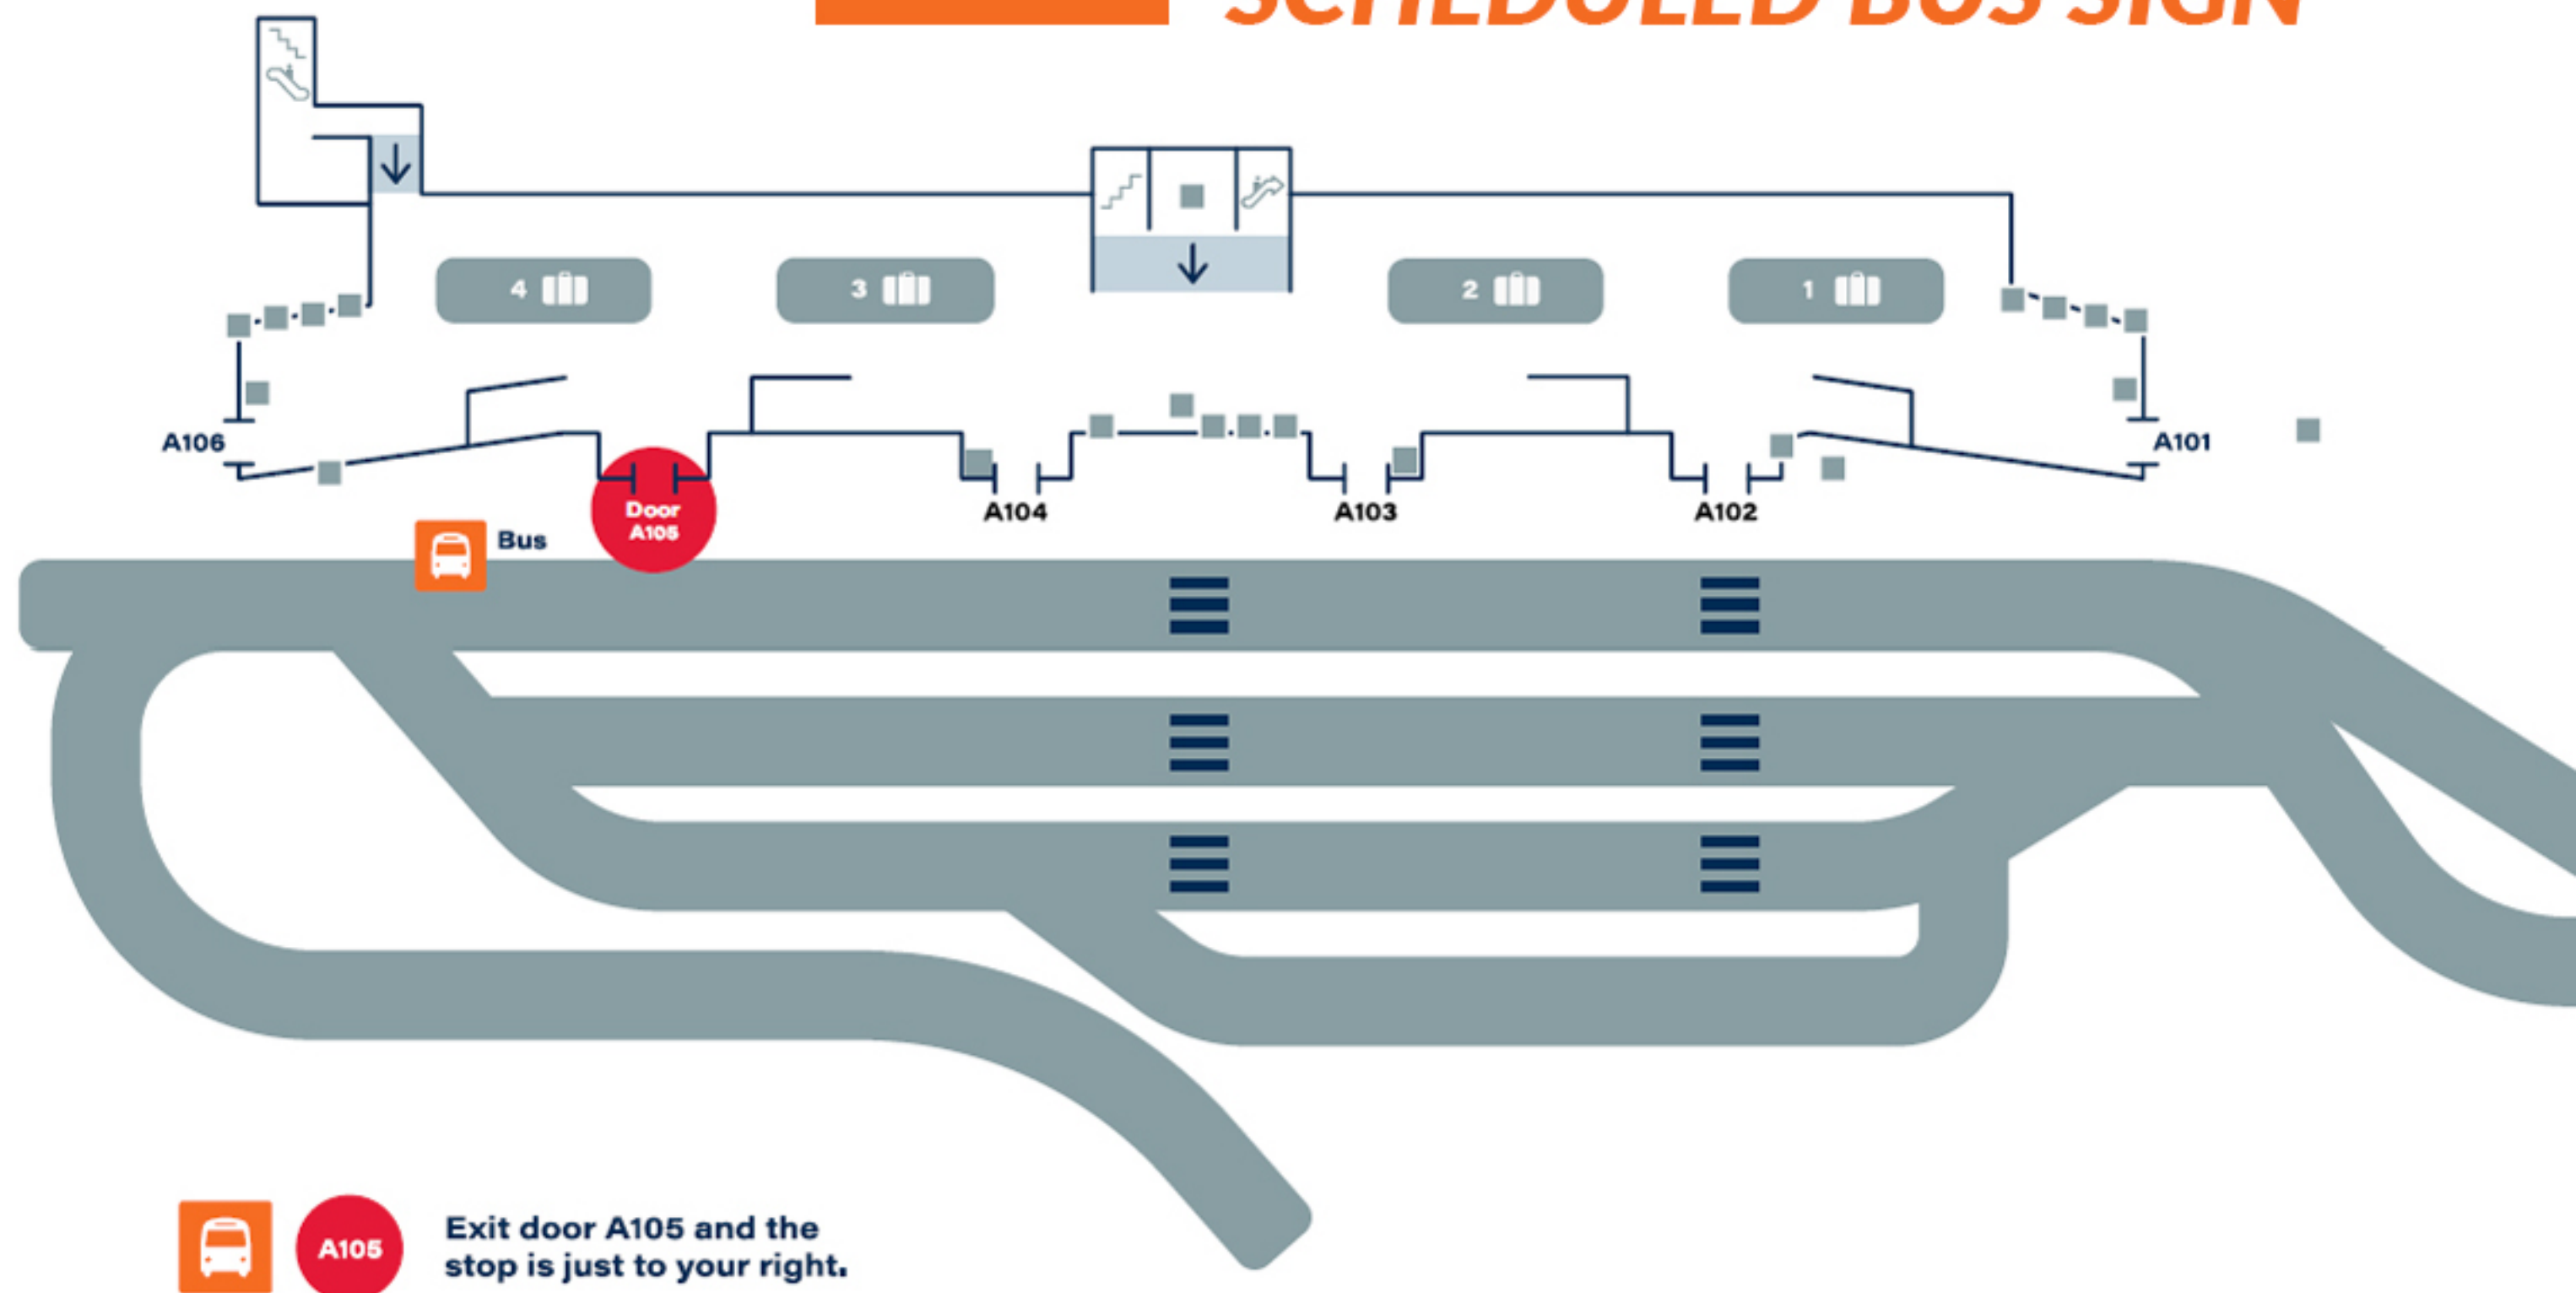 SCHEDULED BUS SIGN
4
3
2
1
A106
A101
Door
A105
A104
A103
A102
Bus
A105
Exit door A105 and the
stop is just to your right.